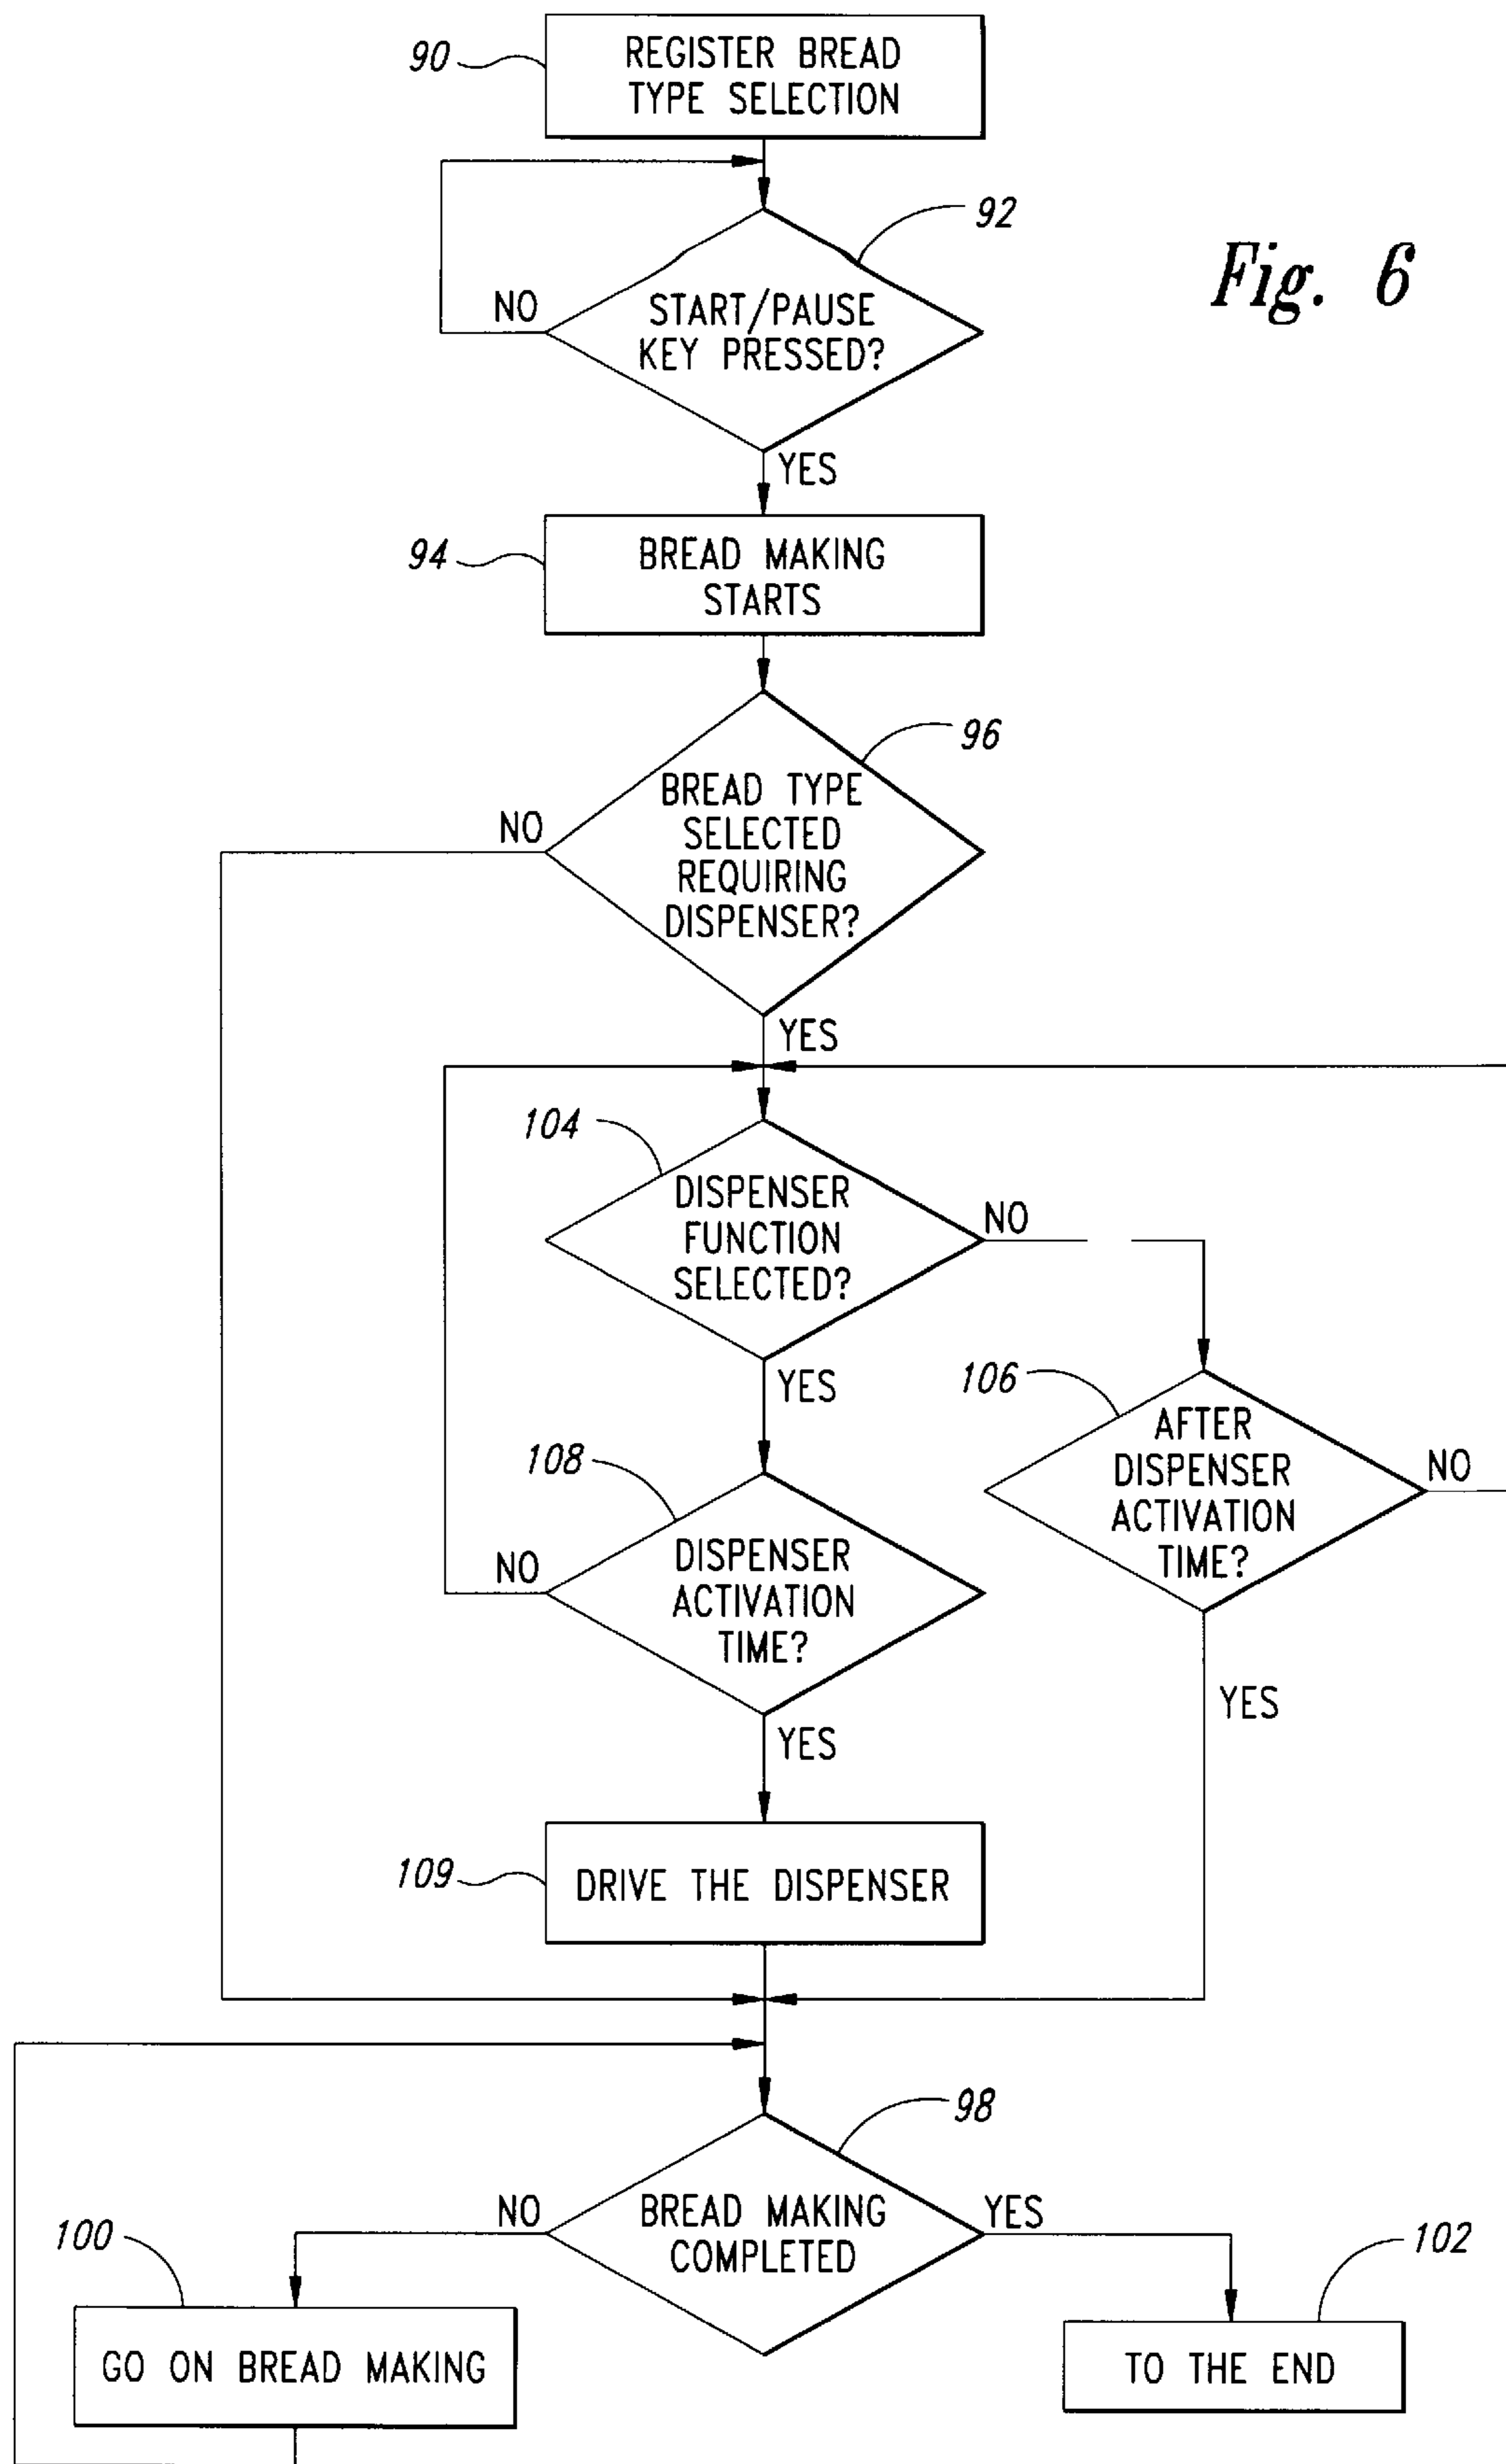 90
REGISTER BREAD
TYPE SELECTION
92
Fig. 6
NO
START/PAUSE
KEY PRESSED?
YES
94
BREAD MAKING
STARTS
96
NO
BREAD TYPE
SELECTED
REQUIRING
DISPENSER?
YES
104
DISPENSER
FUNCTION
SELECTED?
NO
YES
106
AFTER
DISPENSER
ACTIVATION
TIME?
NO
YES
108
NO
DISPENSER
ACTIVATION
TIME?
YES
109
DRIVE THE DISPENSER
98
NO
BREAD MAKING
COMPLETED
YES
100
GO ON BREAD MAKING
102
TO THE END